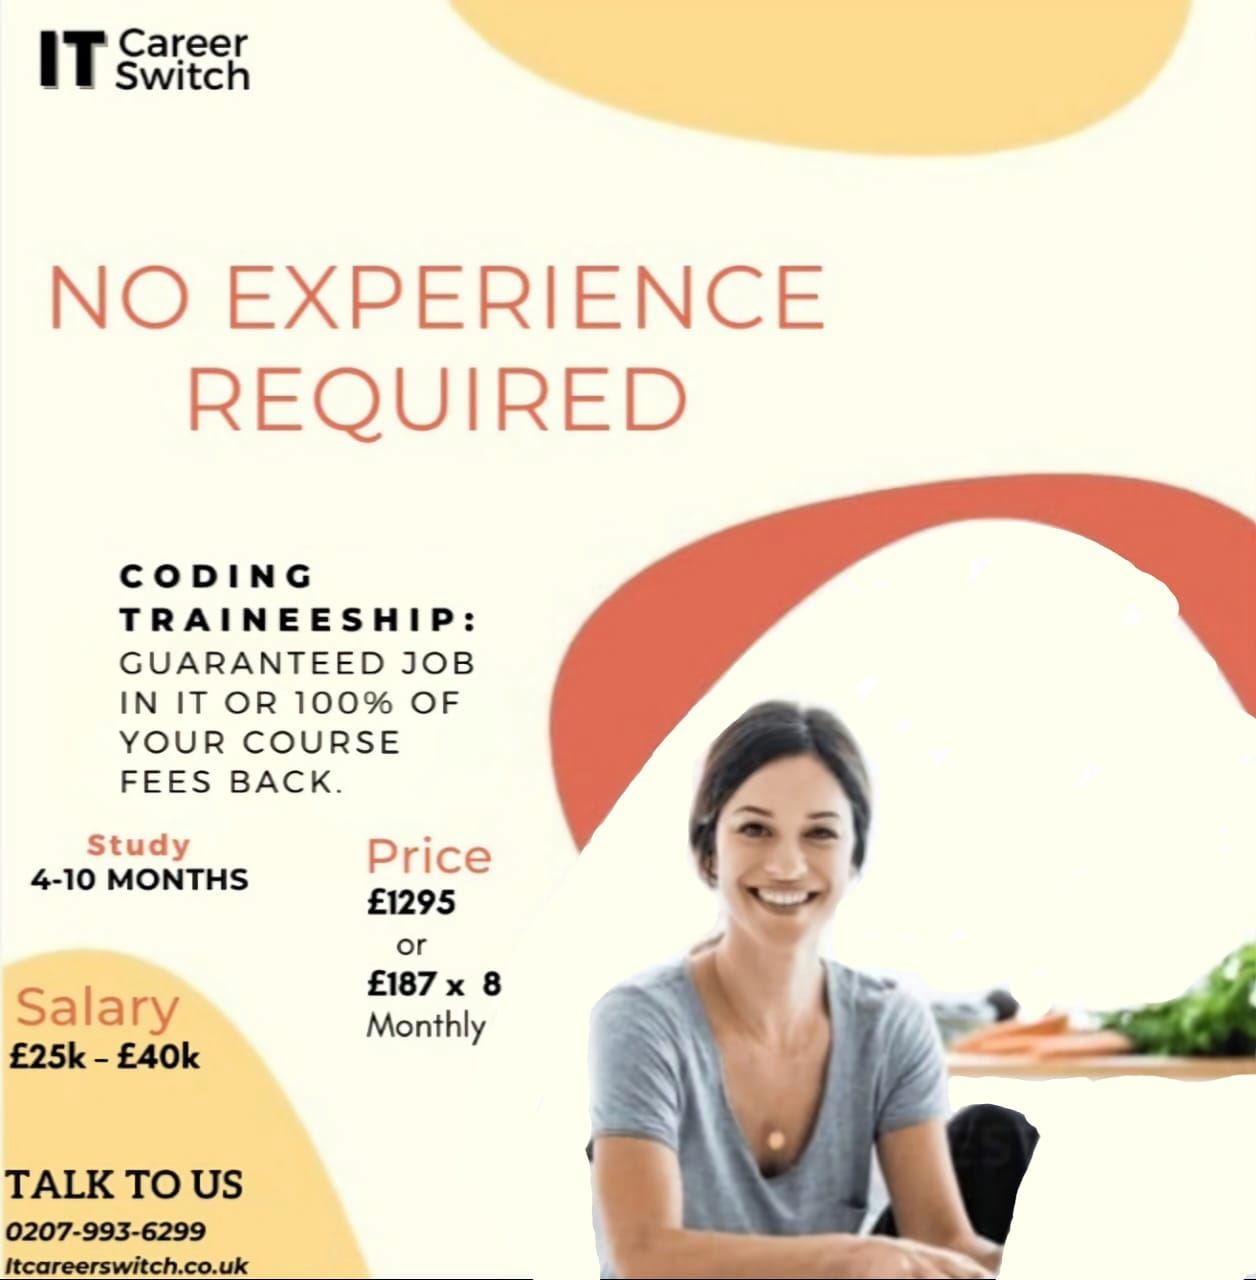 IT Career
Switch
NO EXPERIENCE
REQUIRED
CODING
TRAINEESHIP:
GUARANTEED JOB
IN IT OR 100% OF
YOUR COURSE
FEES BACK.
Study
4-10 MONTHS
Price
£1295
or
£187 x 8
Monthly
Salary
£25k – £40k
TALK TO US
0207-993-6299
Itcareerswitch.co.uk